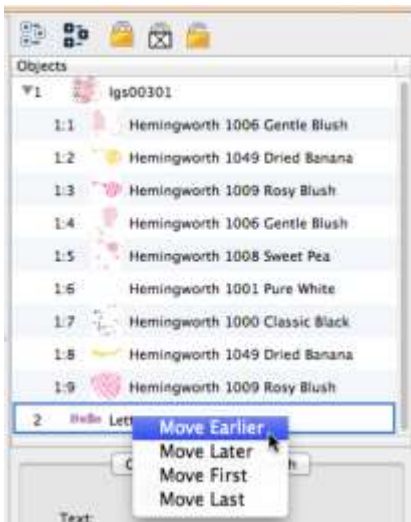 Objects
1 lgs00301
1:1 Hemingworth 1006 Gentle Blush
1:2 Hemingworth 1049 Dried Banana
1:3 Hemingworth 1009 Rosy Blush
1:4 Hemingworth 1006 Gentle Blush
1:5 Hemingworth 1008 Sweet Pea
1:6 Hemingworth 1001 Pure White
1:7 Hemingworth 1000 Classic Black
1:8 Hemingworth 1049 Dried Banana
1:9 Hemingworth 1009 Rosy Blush
2 Hello Lett
Move Earlier
Move Later
Move First
Move Last
Text: